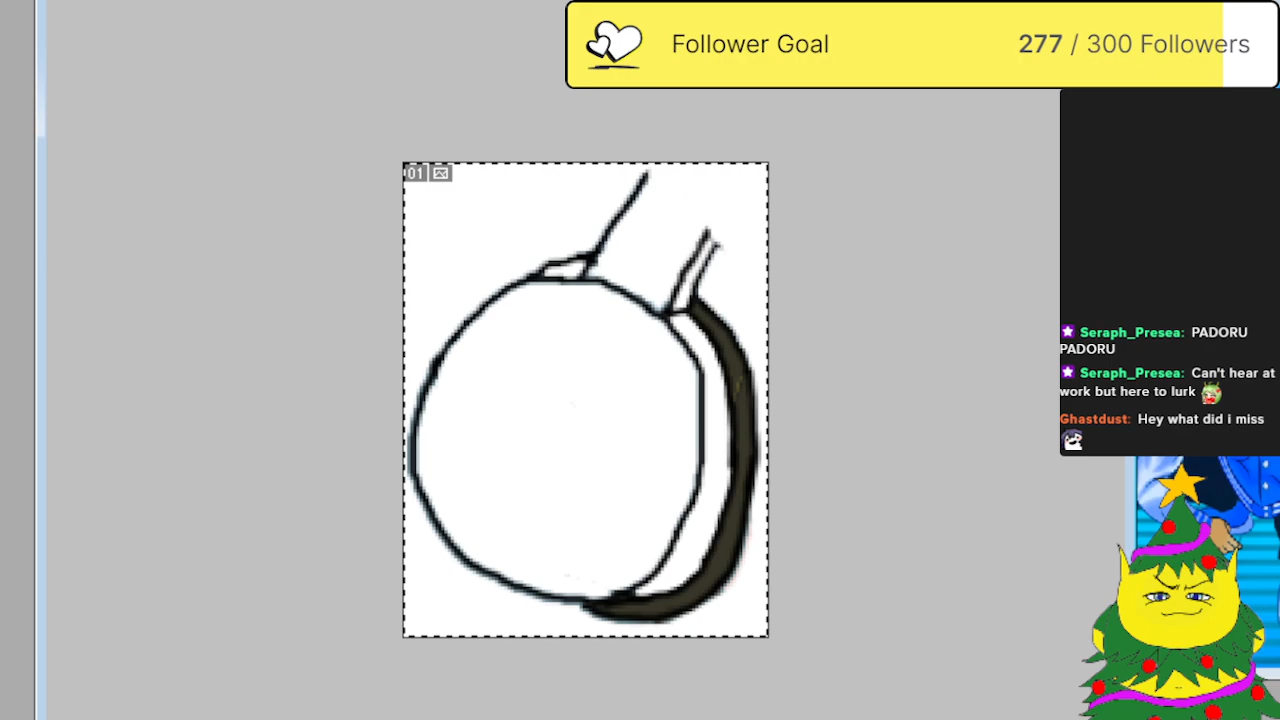 Follower Goal 277 / 300 Followers
01
Seraph_Presea: PADORU
PADORU
Seraph_Presea: Can't hear at
work but here to lurk
Ghastdust: Hey what did i miss